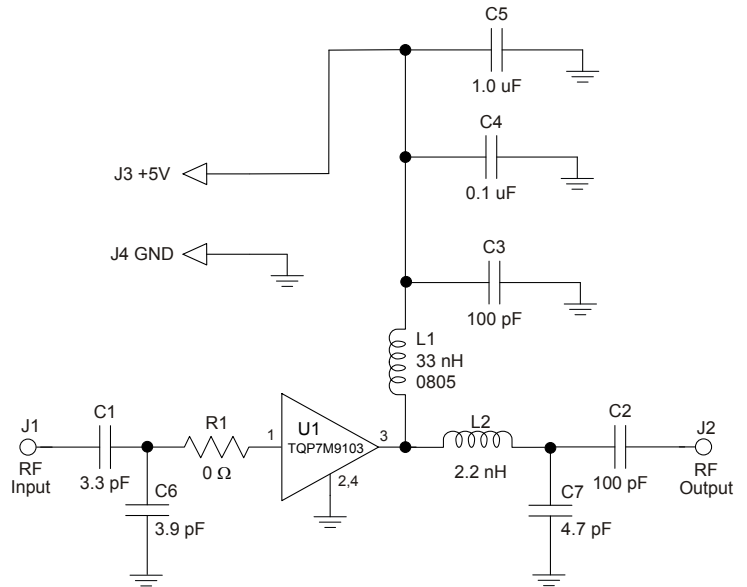 C5
1.0 uF
C4
0.1 uF
J3 +5V
J4 GND
C3
100 pF
L1
33 nH
0805
J1
RF
Input
C1
3.3 pF
R1
0 Ω
C6
3.9 pF
1
U1
TQP7M9103
3
2,4
L2
2.2 nH
C2
100 pF
C7
4.7 pF
J2
RF
Output